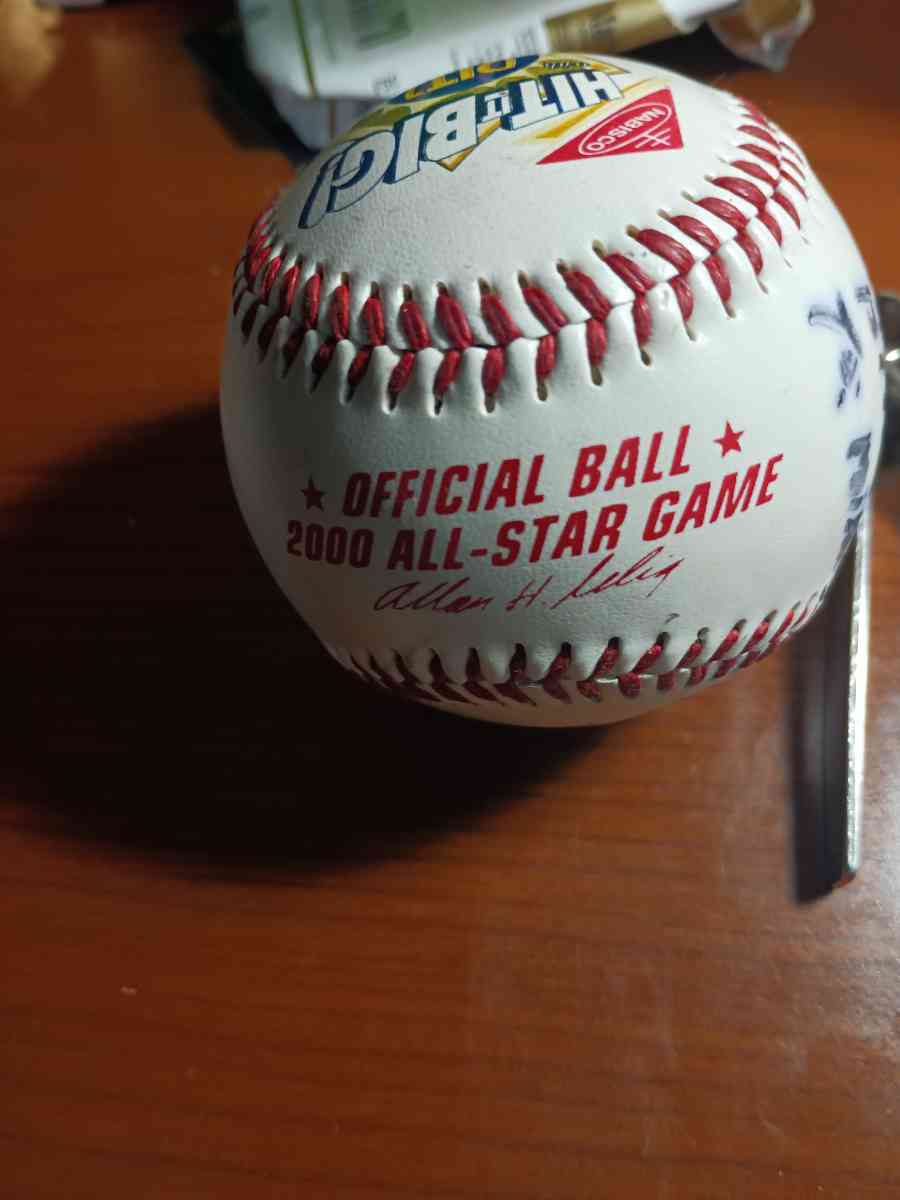 HIT IT
BIG!
NABISCO
OFFICIAL BALL
2000 ALL-STAR GAME
Allan H. Selig